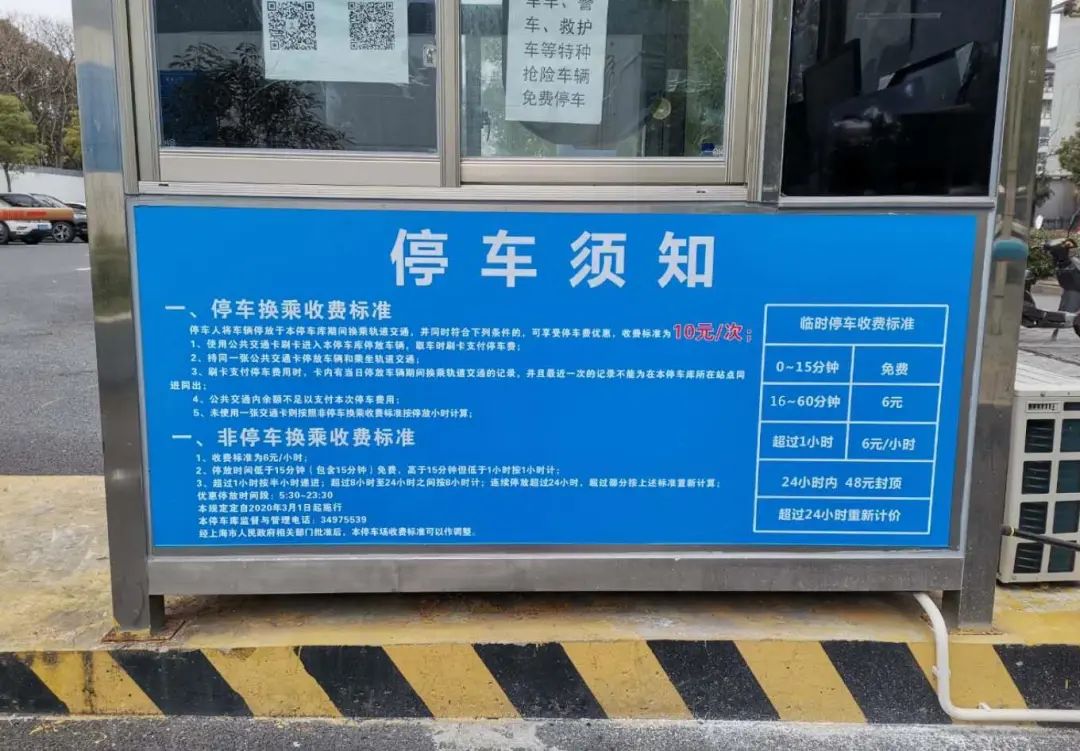 车、救护
车等特种
抢险车辆
免费停车
停车须知
一、停车换乘收费标准
停车人将车辆停放于本停车库期间换乘轨道交通，并同时符合下列条件的，可享受停车费优惠，收费标准为10元/次；
1、使用公共交通卡刷卡进入本停车库停放车辆，取车时刷卡支付停车费；
2、持同一张公共交通卡停放车辆和乘坐轨道交通；
3、刷卡支付停车费用时，卡内有当日停放车辆期间换乘轨道交通的记录，并且最近一次的记录不能为在本停车库所在站点同
进同出；
4、公共交通内余额不足以支付本次停车费用；
5、未使用一张交通卡则按照非停车换乘收费标准按停放小时计算；
一、非停车换乘收费标准
1、收费标准为6元/小时；
2、停放时间低于15分钟（包含15分钟）免费，高于15分钟但低于1小时按1小时计；
3、超过1小时按半小时递进；超过8小时至24小时之间按8小时计；连续停放超过24小时，超过部分按上述标准重新计算；
优惠停放时间段：5:30-23:30
本规定定自2020年3月1日起施行
本停车库监督与管理电话：34975539
经上海市人民政府相关部门批准后，本停车场收费标准可以作调整。
临时停车收费标准
0~15分钟 免费
16~60分钟 6元
超过1小时 6元/小时
24小时内 48元封顶
超过24小时重新计价